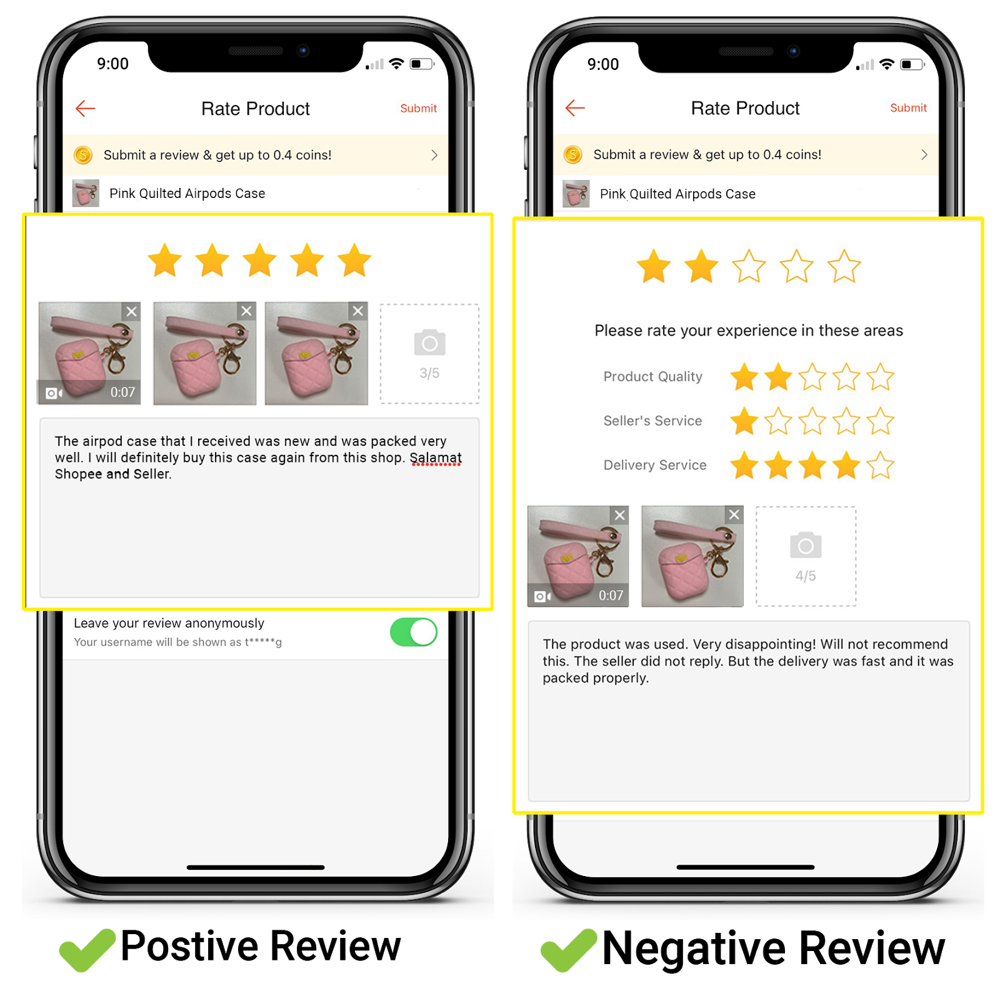 9:00
Rate Product
Submit
Submit a review & get up to 0.4 coins!
Pink Quilted Airpods Case
0:07
3/5
The airpod case that I received was new and was packed very
well. I will definitely buy this case again from this shop. Salamat
Shopee and Seller.
Leave your review anonymously
Your username will be shown as t*****g
Postive Review
9:00
Rate Product
Submit
Submit a review & get up to 0.4 coins!
Pink Quilted Airpods Case
Please rate your experience in these areas
Product Quality
Seller's Service
Delivery Service
0:07
4/5
The product was used. Very disappointing! Will not recommend
this. The seller did not reply. But the delivery was fast and it was
packed properly.
Negative Review